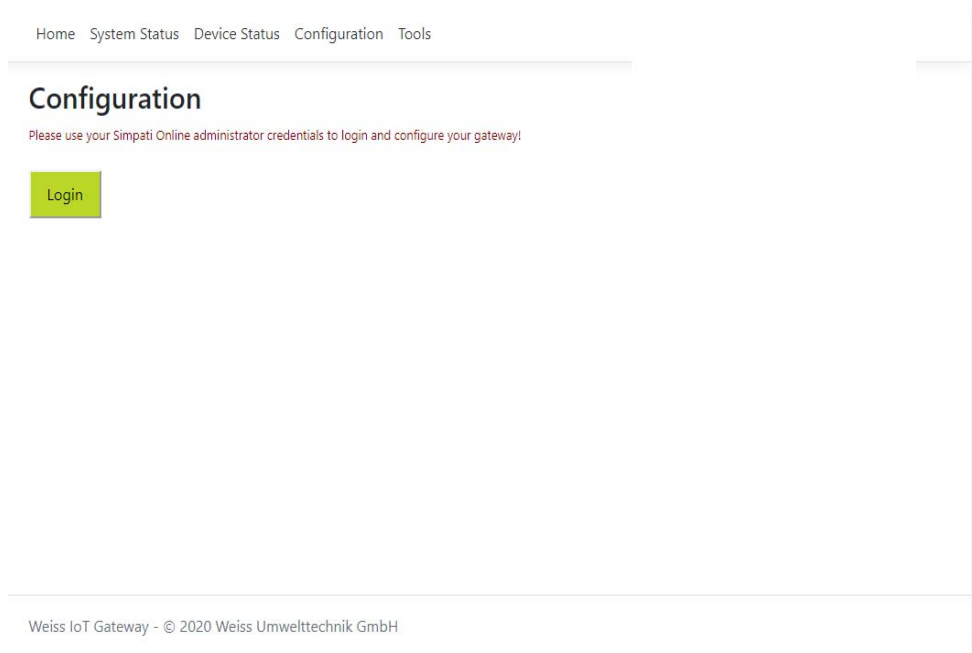 Home System Status Device Status Configuration Tools
Configuration
Please use your Simpati Online administrator credentials to login and configure your gateway!
Login
Weiss IoT Gateway - © 2020 Weiss Umwelttechnik GmbH